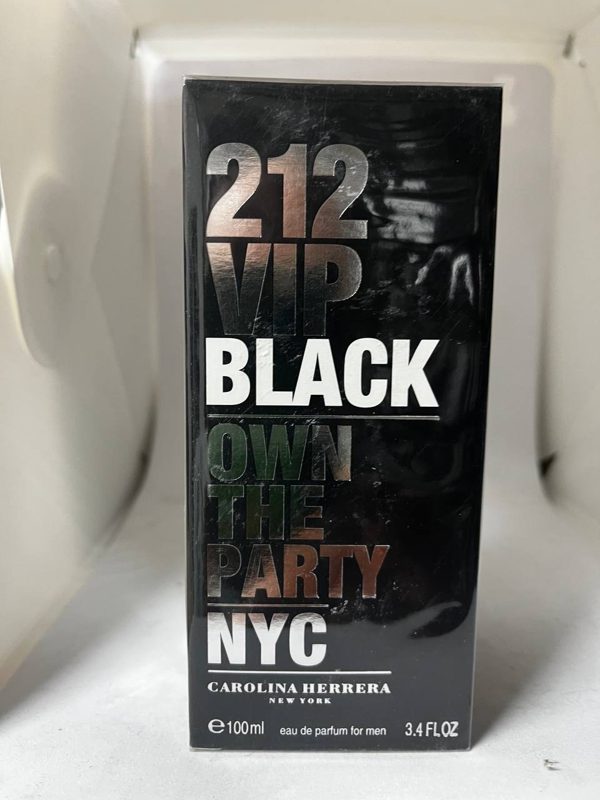 212
VIP
BLACK
OWN
THE
PARTY
NYC
CAROLINA HERRERA
NEW YORK
℮100ml eau de parfum for men 3.4 FL.OZ